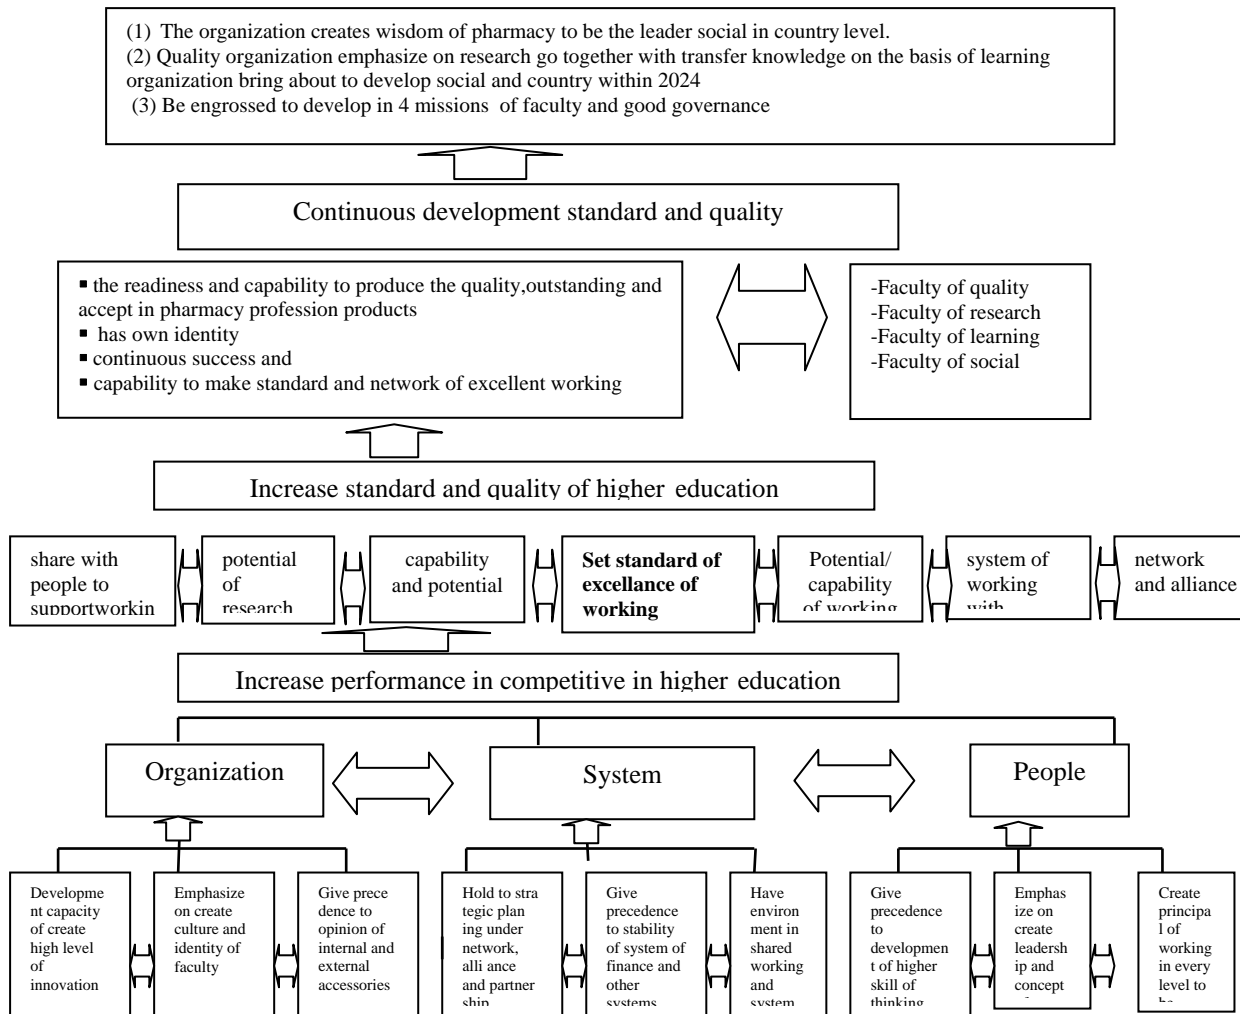 (1) The organization creates wisdom of pharmacy to be the leader social in country level.
(2) Quality organization emphasize on research go together with transfer knowledge on the basis of learning
organization bring about to develop social and country within 2024
(3) Be engrossed to develop in 4 missions of faculty and good governance
Continuous development standard and quality
▪ the readiness and capability to produce the quality,outstanding and
accept in pharmacy profession products
▪ has own identity
▪ continuous success and
▪ capability to make standard and network of excellent working
-Faculty of quality
-Faculty of research
-Faculty of learning
-Faculty of social
Increase standard and quality of higher education
share with
people to
supportworkin
potential
of
research
capability
and potential
Set standard of
excellance of
working
Potential/
capability
of working
system of
working
with
network
and alliance
Increase performance in competitive in higher education
Organization
System
People
Developme
nt capacity
of create
high level
of
innovation
Emphasize
on create
culture and
identity of
faculty
Give prece
dence to
opinion of
internal and
external
accessories
Hold to stra
tegic plan
ing under
network,
alli ance
and partner
ship
Give
precedence
to stability
of system of
finance and
other
systems
Have
environ
ment in
shared
working
and
system
Give
precedence
to
developmen
t of higher
skill of
thinking
Emphas
ize on
create
leadersh
ip and
concept
Create
principa
l of
working
in every
level to
be